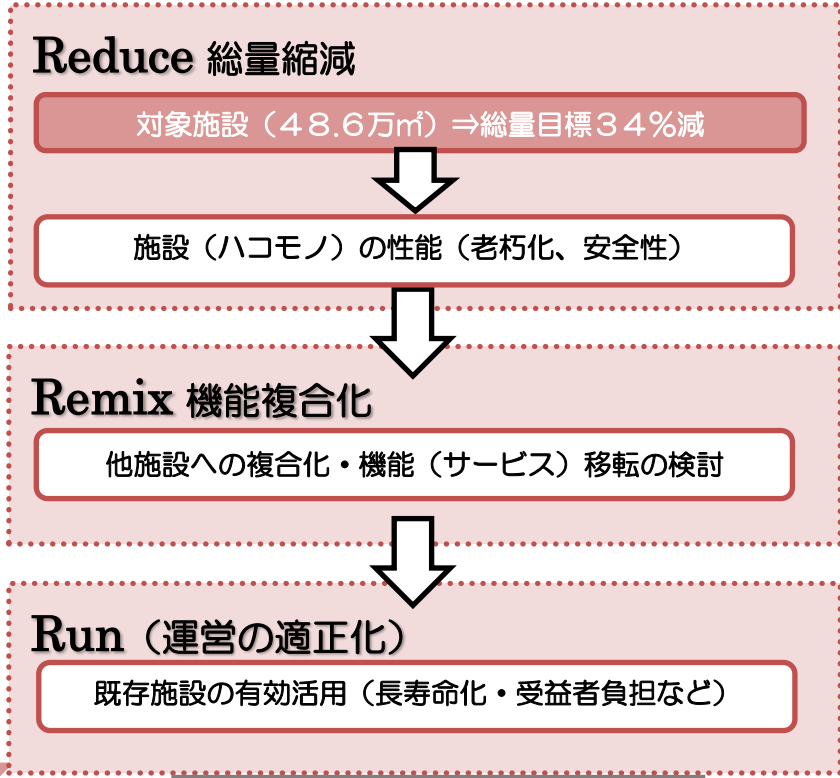 Reduce 総量縮減
対象施設（４８.６万㎡）⇒総量目標３４％減
施設（ハコモノ）の性能（老朽化、安全性）
Remix 機能複合化
他施設への複合化・機能（サービス）移転の検討
Run（運営の適正化）
既存施設の有効活用（長寿命化・受益者負担など）